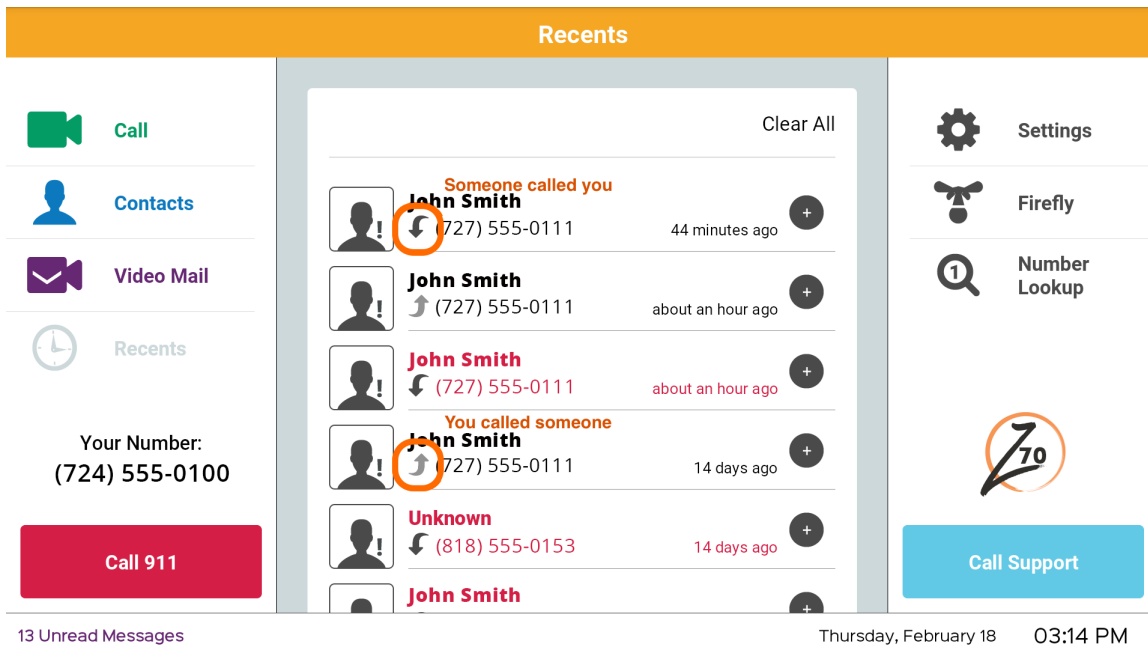 Recents
Call
Contacts
Video Mail
Recents
Your Number:
(724) 555-0100
Call 911
Clear All
Someone called you
John Smith
(727) 555-0111
44 minutes ago
+
John Smith
(727) 555-0111
about an hour ago
+
John Smith
(727) 555-0111
about an hour ago
+
You called someone
John Smith
(727) 555-0111
14 days ago
+
Unknown
(818) 555-0153
14 days ago
+
John Smith
+
Settings
Firefly
1
Number
Lookup
Z70
Call Support
13 Unread Messages
Thursday, February 18
03:14 PM